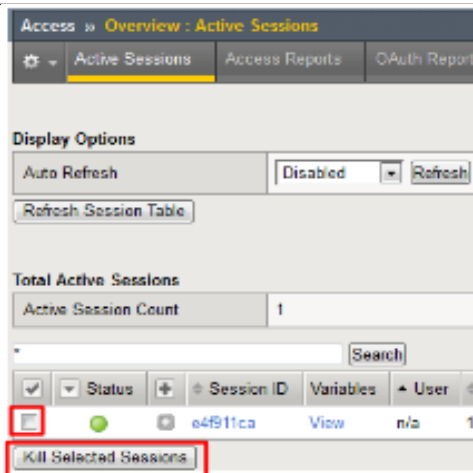 Access » Overview : Active Sessions
Active Sessions Access Reports OAuth Report
Display Options
Auto Refresh Disabled Refresh
Refresh Session Table
Total Active Sessions
Active Session Count 1
* Search
Status Session ID Variables User
e4f911ca View n/a 1
Kill Selected Sessions